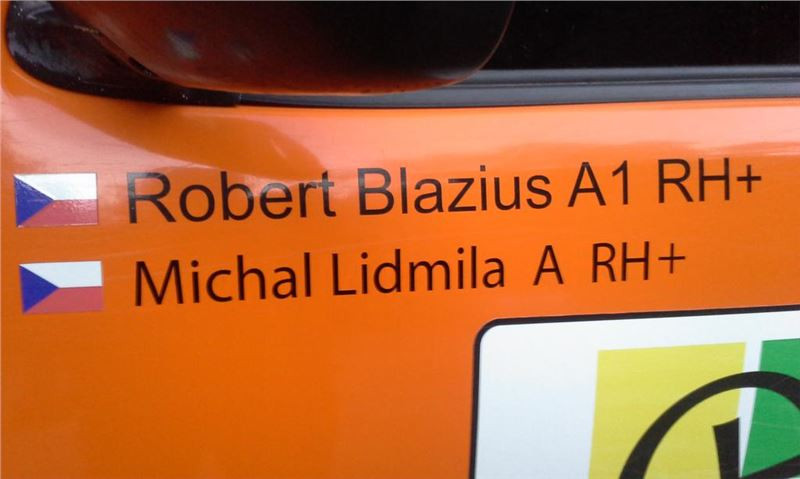 Robert Blazius A1 RH+
Michal Lidmila A RH+